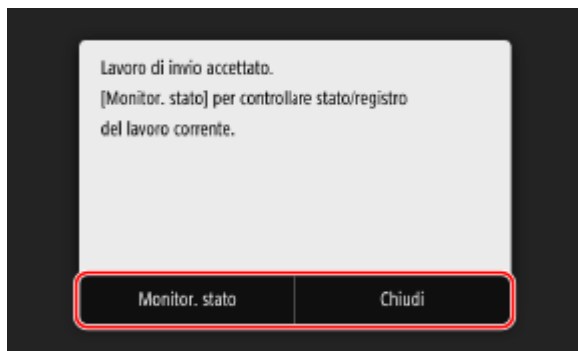 Lavoro di invio accettato.
[Monitor. stato] per controllare stato/registro
del lavoro corrente.
Monitor. stato
Chiudi